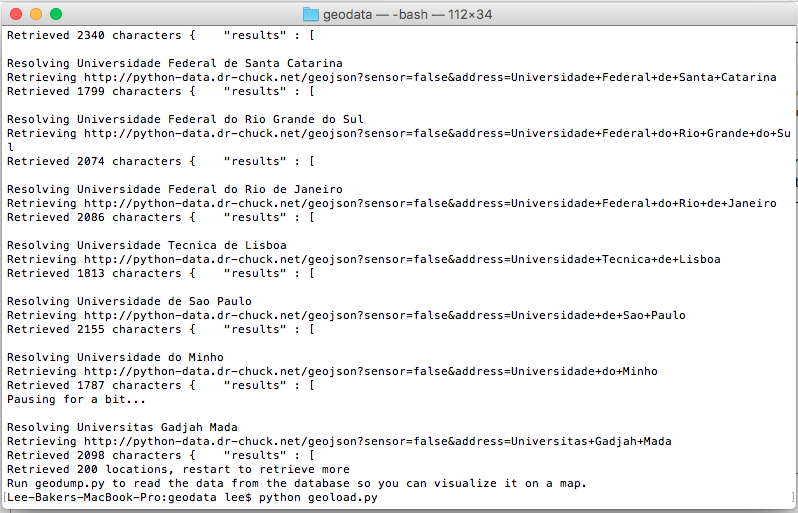 geodata — -bash — 112×34
Retrieved 2340 characters {    "results" : [
Resolving Universidade Federal de Santa Catarina
Retrieving http://python-data.dr-chuck.net/geojson?sensor=false&address=Universidade+Federal+de+Santa+Catarina
Retrieved 1799 characters {    "results" : [
Resolving Universidade Federal do Rio Grande do Sul
Retrieving http://python-data.dr-chuck.net/geojson?sensor=false&address=Universidade+Federal+do+Rio+Grande+do+Su
l
Retrieved 2074 characters {    "results" : [
Resolving Universidade Federal do Rio de Janeiro
Retrieving http://python-data.dr-chuck.net/geojson?sensor=false&address=Universidade+Federal+do+Rio+de+Janeiro
Retrieved 2086 characters {    "results" : [
Resolving Universidade Tecnica de Lisboa
Retrieving http://python-data.dr-chuck.net/geojson?sensor=false&address=Universidade+Tecnica+de+Lisboa
Retrieved 1813 characters {    "results" : [
Resolving Universidade de Sao Paulo
Retrieving http://python-data.dr-chuck.net/geojson?sensor=false&address=Universidade+de+Sao+Paulo
Retrieved 2155 characters {    "results" : [
Resolving Universidade do Minho
Retrieving http://python-data.dr-chuck.net/geojson?sensor=false&address=Universidade+do+Minho
Retrieved 1787 characters {    "results" : [
Pausing for a bit...
Resolving Universitas Gadjah Mada
Retrieving http://python-data.dr-chuck.net/geojson?sensor=false&address=Universitas+Gadjah+Mada
Retrieved 2098 characters {    "results" : [
Retrieved 200 locations, restart to retrieve more
Run geodump.py to read the data from the database so you can visualize it on a map.
[Lee-Bakers-MacBook-Pro:geodata lee$ python geoload.py ]